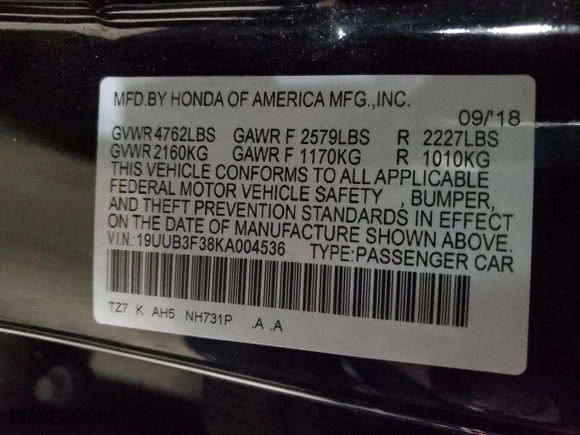 MFD.BY HONDA OF AMERICA MFG.,INC.
09/'18
GVWR 4762LBS GAWR F 2579LBS R 2227LBS
GVWR 2160KG GAWR F 1170KG R 1010KG
THIS VEHICLE CONFORMS TO ALL APPLICABLE
FEDERAL MOTOR VEHICLE SAFETY , BUMPER,
AND THEFT PREVENTION STANDARDS IN EFFECT
ON THE DATE OF MANUFACTURE SHOWN ABOVE.
V.I.N:19UUB3F38KA004536 TYPE:PASSENGER CAR
TZ7 K AH5 NH731P .A .A
DREAMBID